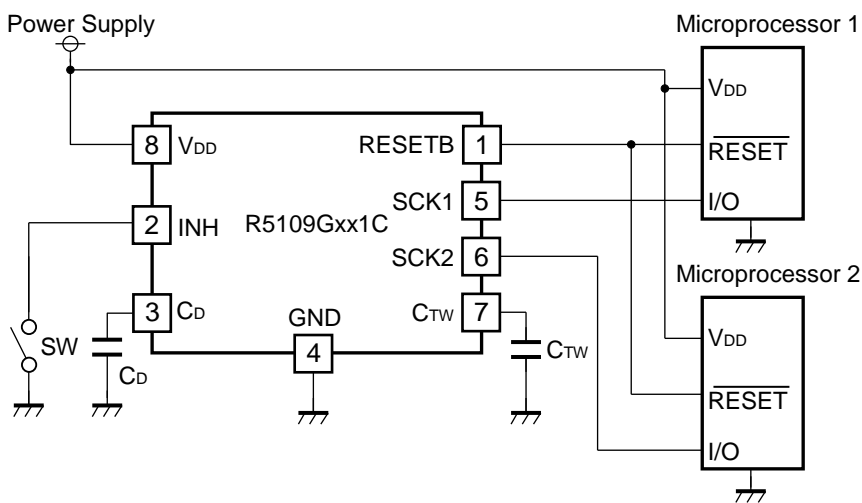 Power Supply
Microprocessor 1
VDD
RESET
I/O
8 VDD
RESETB 1
2 INH
R5109Gxx1C
SCK1 5
SCK2 6
3 CD
GND
4
CTW 7
SW
CD
CTW
Microprocessor 2
VDD
RESET
I/O